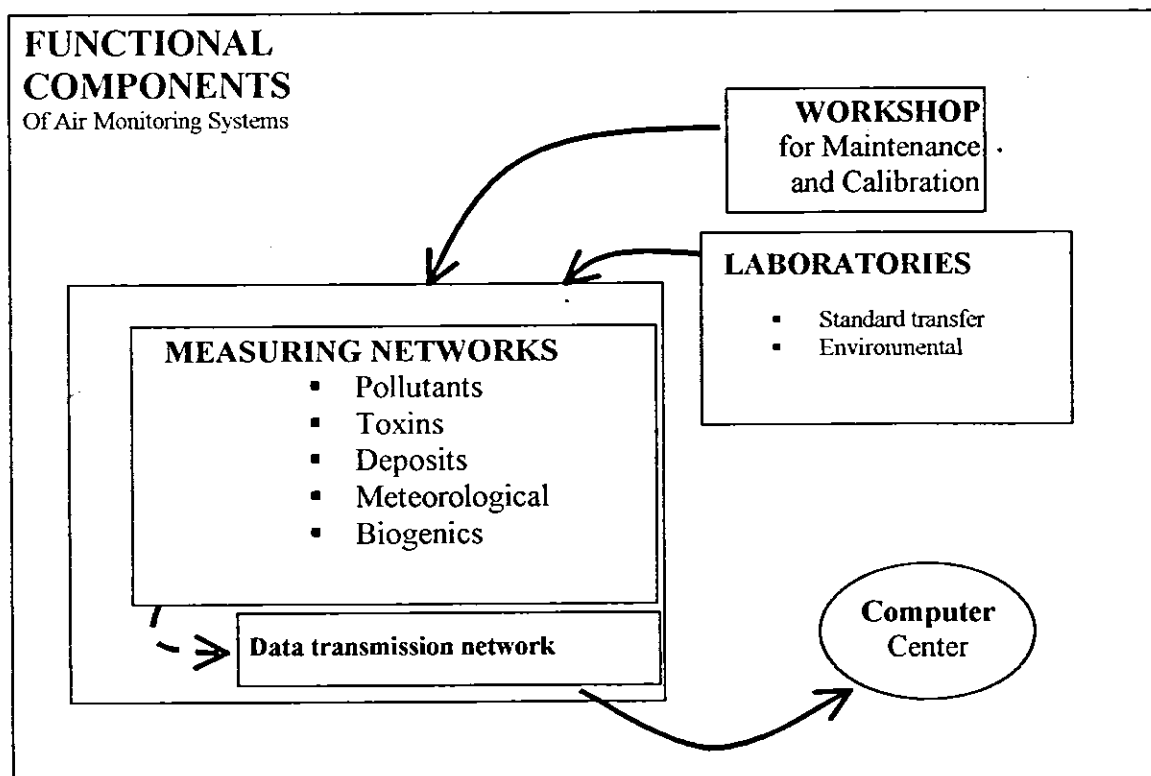 FUNCTIONAL
COMPONENTS
Of Air Monitoring Systems
WORKSHOP
for Maintenance
and Calibration
LABORATORIES
▪ Standard transfer
▪ Environmental
MEASURING NETWORKS
▪ Pollutants
▪ Toxins
▪ Deposits
▪ Meteorological
▪ Biogenics
Data transmission network
Computer
Center